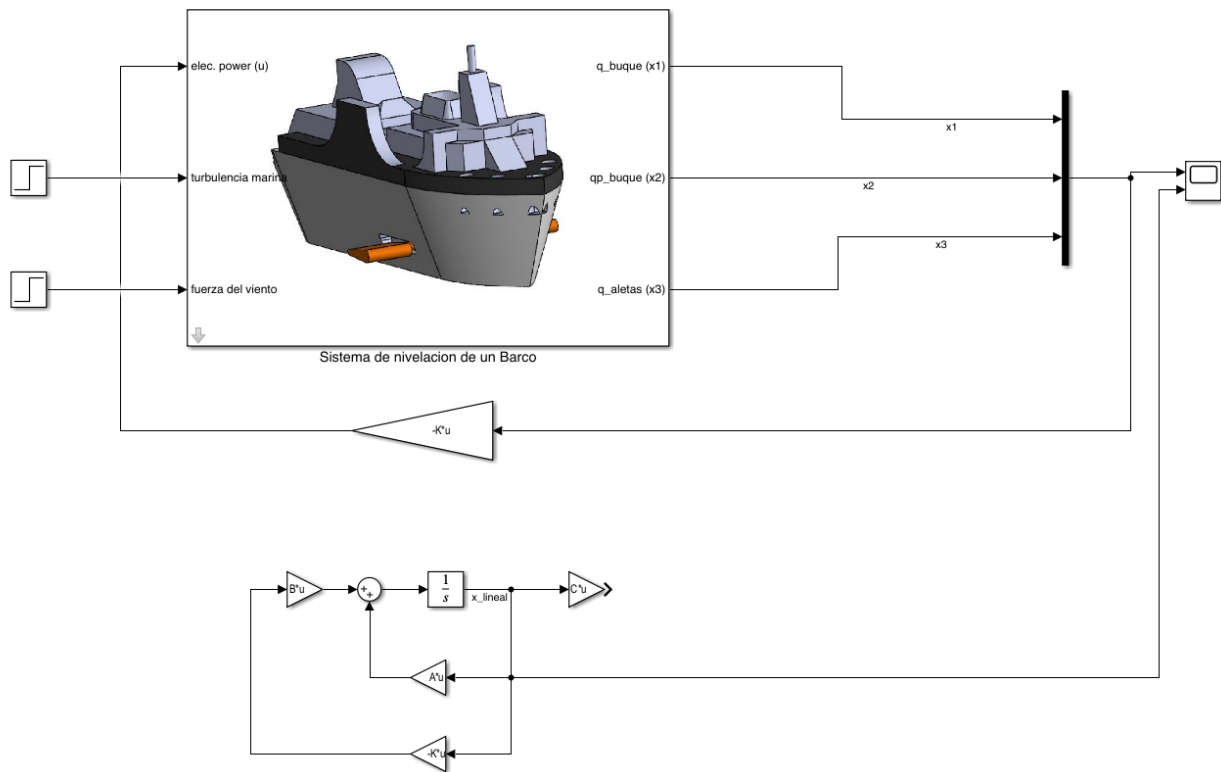 elec. power (u)
q_buque (x1)
x1
turbulencia marina
qp_buque (x2)
x2
x3
fuerza del viento
q_aletas (x3)
Sistema de nivelacion de un Barco
-K*u
B*u
+
+
1
s
x_lineal
C*u
A*u
-K*u